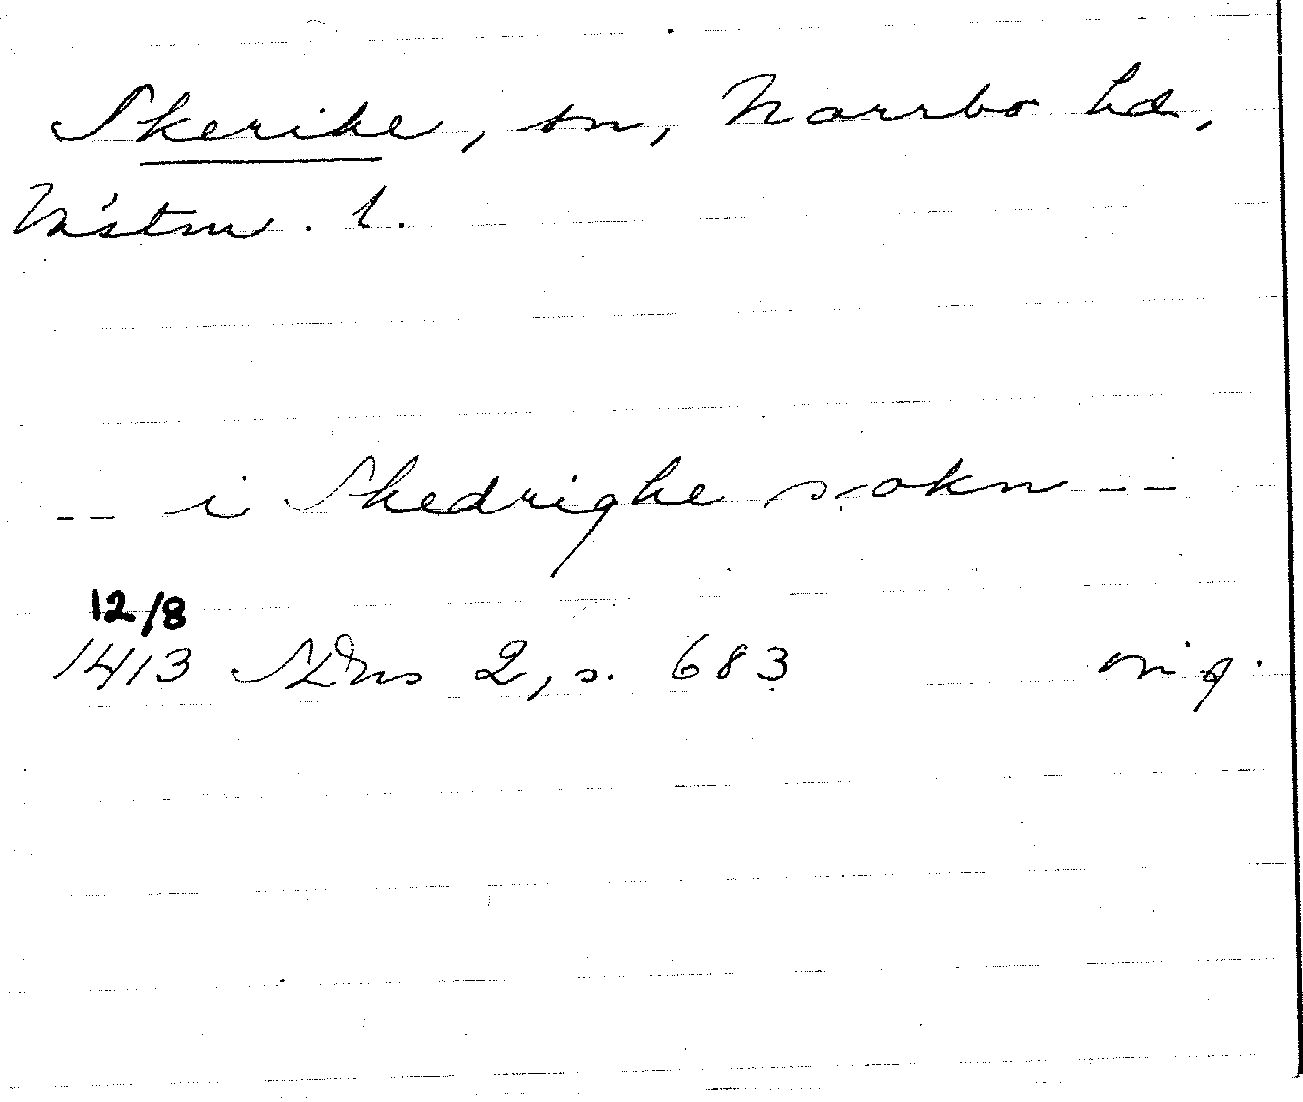 Skerike, sn, Norrbo hd,
Västm. l.
-- i Skedrighe sokn --
12/8
1413 SDns 2, s. 683 orig.